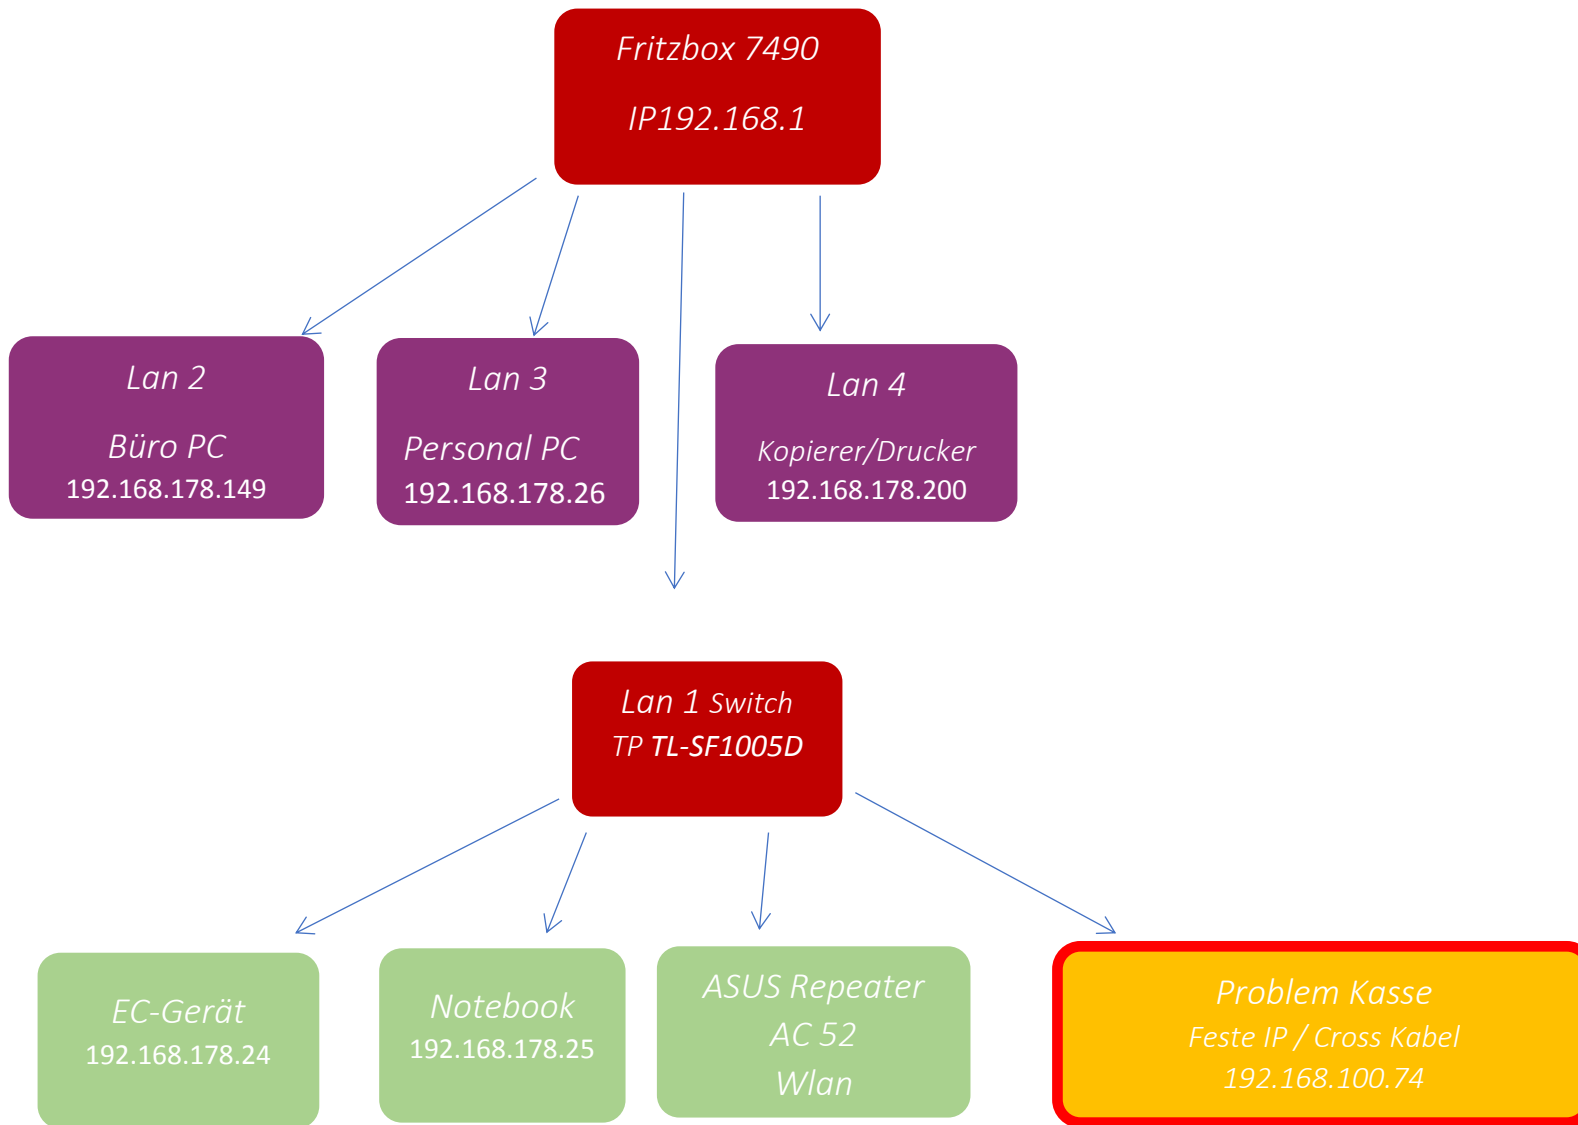 Fritzbox 7490
IP192.168.1
Lan 2
Büro PC
192.168.178.149
Lan 3
Personal PC
192.168.178.26
Lan 4
Kopierer/Drucker
192.168.178.200
Lan 1 Switch
TP TL-SF1005D
EC-Gerät
192.168.178.24
Notebook
192.168.178.25
ASUS Repeater
AC 52
Wlan
Problem Kasse
Feste IP / Cross Kabel
192.168.100.74